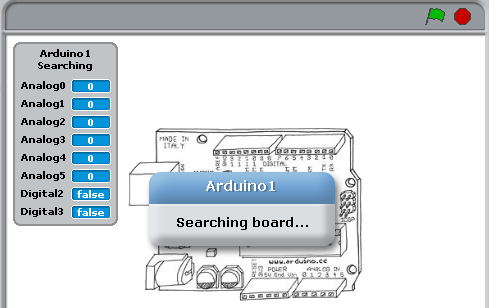 Arduino1
Searching
Analog0 0
Analog1 0
Analog2 0
Analog3 0
Analog4 0
Analog5 0
Digital2 false
Digital3 false
MADE IN
ITALY
DIGITAL
Arduino1
Searching board...
ICSP
www.arduino.cc
RESET
POWER
ANALOG IN
5V Gnd Vin
0 1 2 3 4 5